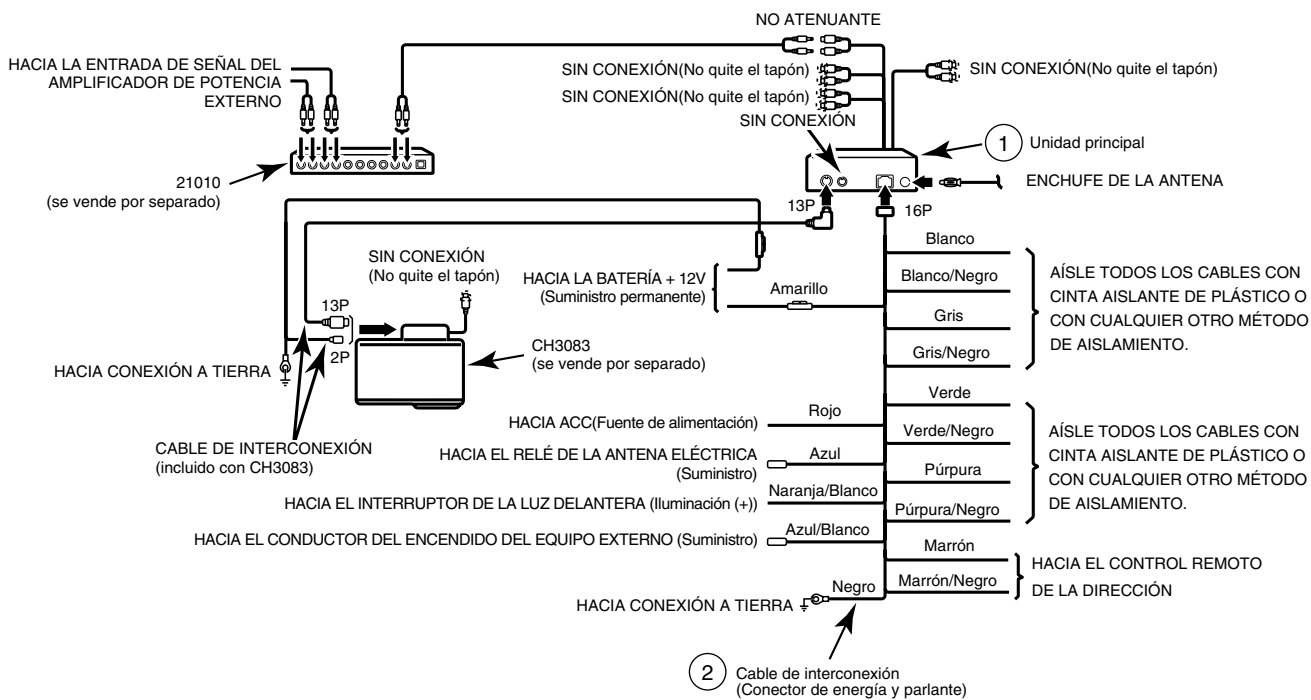 NO ATENUANTE
HACIA LA ENTRADA DE SEÑAL DEL
AMPLIFICADOR DE POTENCIA
EXTERNO
SIN CONEXIÓN(No quite el tapón)
SIN CONEXIÓN(No quite el tapón)
SIN CONEXIÓN(No quite el tapón)
SIN CONEXIÓN
1 Unidad principal
21010
(se vende por separado)
ENCHUFE DE LA ANTENA
13P
16P
SIN CONEXIÓN
(No quite el tapón)
HACIA LA BATERÍA + 12V
(Suministro permanente)
Amarillo
Blanco
Blanco/Negro
Gris
Gris/Negro
AÍSLE TODOS LOS CABLES CON
CINTA AISLANTE DE PLÁSTICO O
CON CUALQUIER OTRO MÉTODO
DE AISLAMIENTO.
13P
2P
HACIA CONEXIÓN A TIERRA
CH3083
(se vende por separado)
CABLE DE INTERCONEXIÓN
(incluido con CH3083)
HACIA ACC(Fuente de alimentación)
Rojo
HACIA EL RELÉ DE LA ANTENA ELÉCTRICA
(Suministro)
Azul
HACIA EL INTERRUPTOR DE LA LUZ DELANTERA (Iluminación (+))
Naranja/Blanco
HACIA EL CONDUCTOR DEL ENCENDIDO DEL EQUIPO EXTERNO (Suministro)
Azul/Blanco
Verde
Verde/Negro
Púrpura
Púrpura/Negro
AÍSLE TODOS LOS CABLES CON
CINTA AISLANTE DE PLÁSTICO O
CON CUALQUIER OTRO MÉTODO
DE AISLAMIENTO.
Marrón
Marrón/Negro
HACIA EL CONTROL REMOTO
DE LA DIRECCIÓN
Negro
HACIA CONEXIÓN A TIERRA
2 Cable de interconexión
(Conector de energía y parlante)